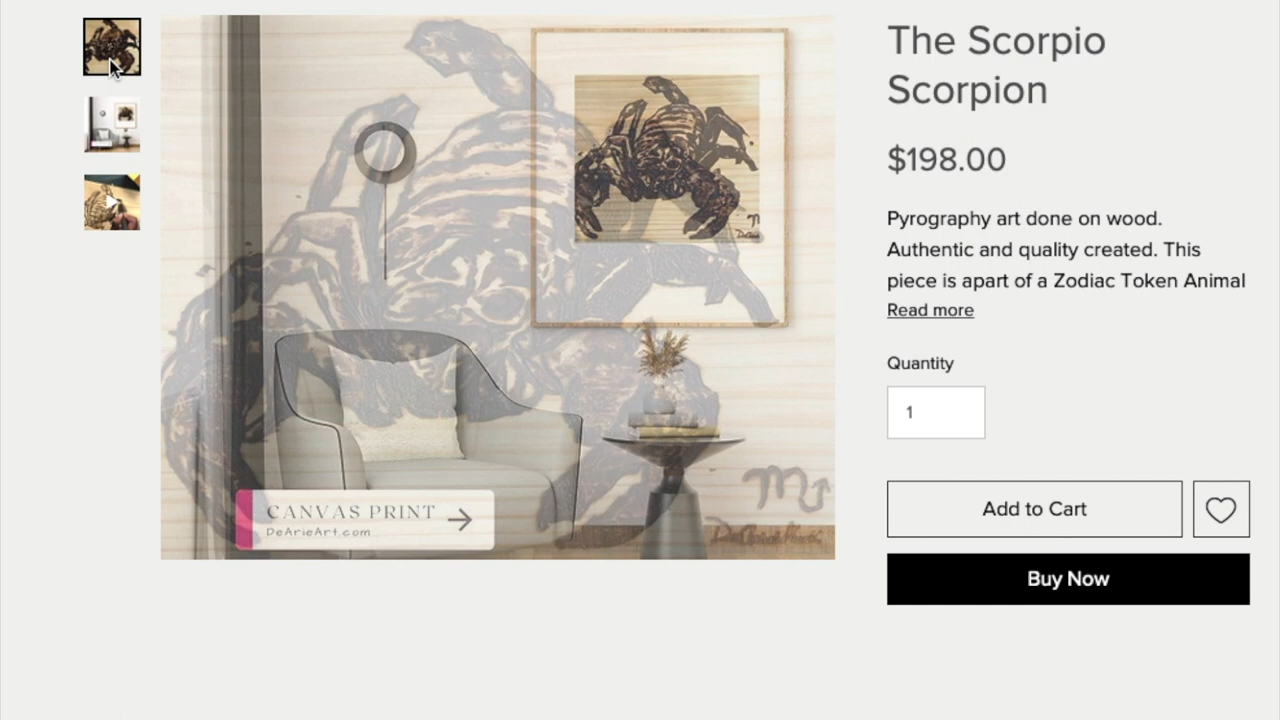 The Scorpio
Scorpion
$198.00
Pyrography art done on wood.
Authentic and quality created. This
piece is apart of a Zodiac Token Animal
Read more
Quantity
1
Add to Cart
Buy Now
CANVAS PRINT
DeArieArt.com